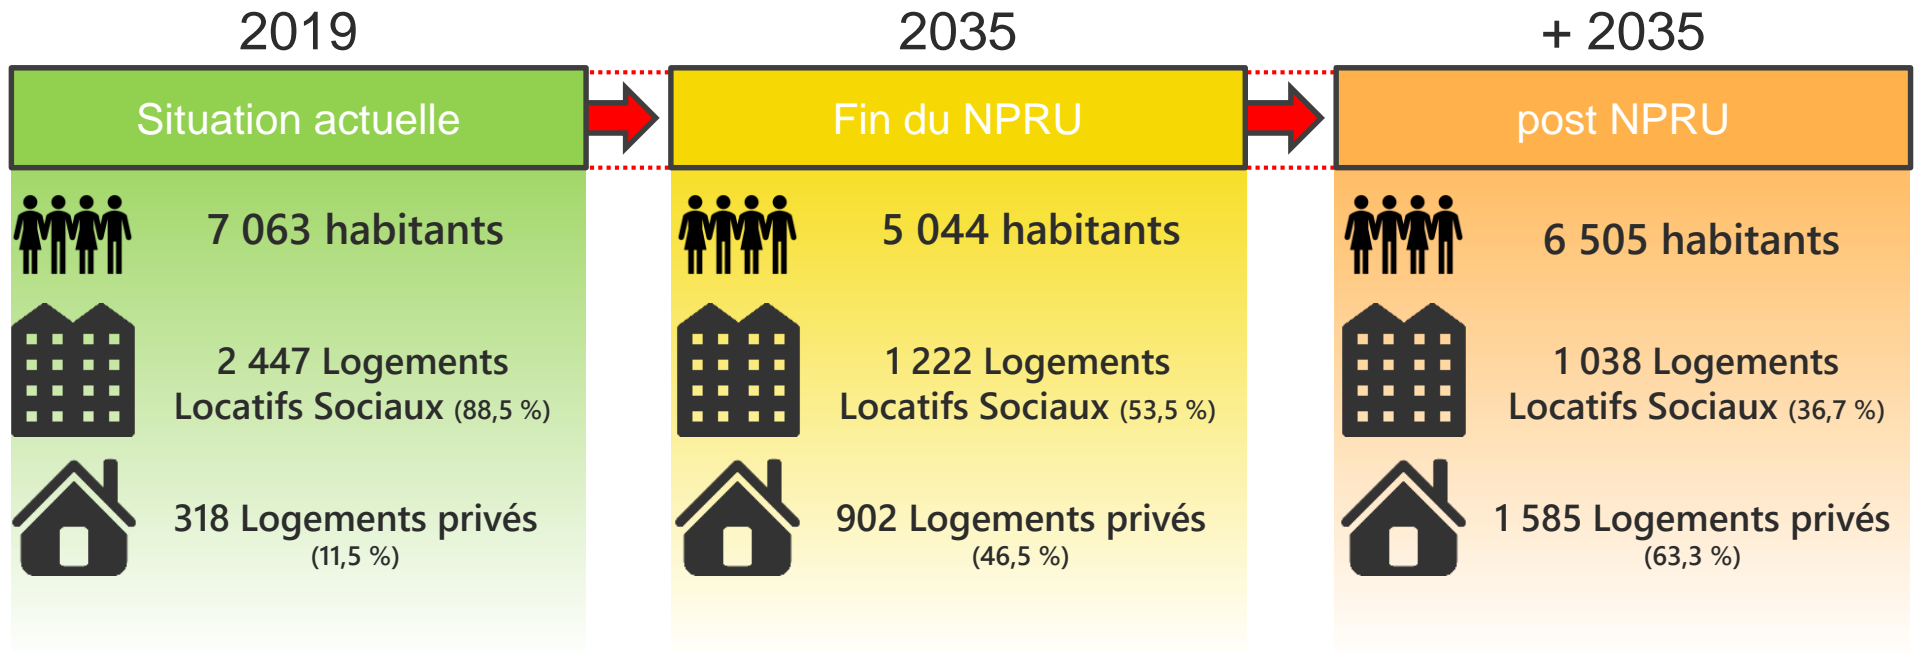 2019
Situation actuelle
7 063 habitants
2 447 Logements
Locatifs Sociaux (88,5 %)
318 Logements privés
(11,5 %)
2035
Fin du NPRU
5 044 habitants
1 222 Logements
Locatifs Sociaux (53,5 %)
902 Logements privés
(46,5 %)
+ 2035
post NPRU
6 505 habitants
1 038 Logements
Locatifs Sociaux (36,7 %)
1 585 Logements privés
(63,3 %)